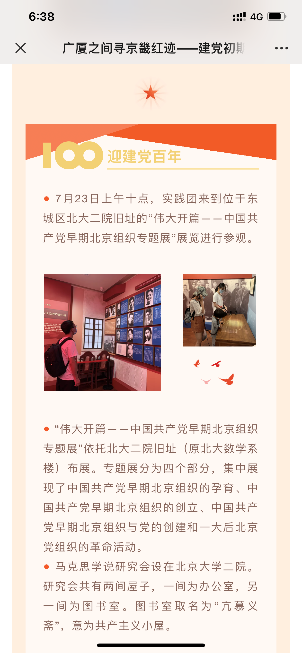 6:38
4G
广厦之间寻京畿红迹——建党初期
100 迎建党百年
7月23日上午十点，实践团来到位于东
城区北大二院旧址的“伟大开篇——中国共
产党早期北京组织专题展”展览进行参观。
“伟大开篇——中国共产党早期北京组织
专题展”依托北大二院旧址（原北大数学系
楼）布展。专题展分为四个部分，集中展
现了中国共产党早期北京组织的孕育、中
国共产党早期北京组织的创立、中国共产
党早期北京组织与党的创建和一大后北京
党组织的革命活动。
马克思学说研究会设在北京大学二院。
研究会共有两间屋子，一间为办公室，另
一间为图书室。图书室取名为“亢慕义
斋”，意为共产主义小屋。